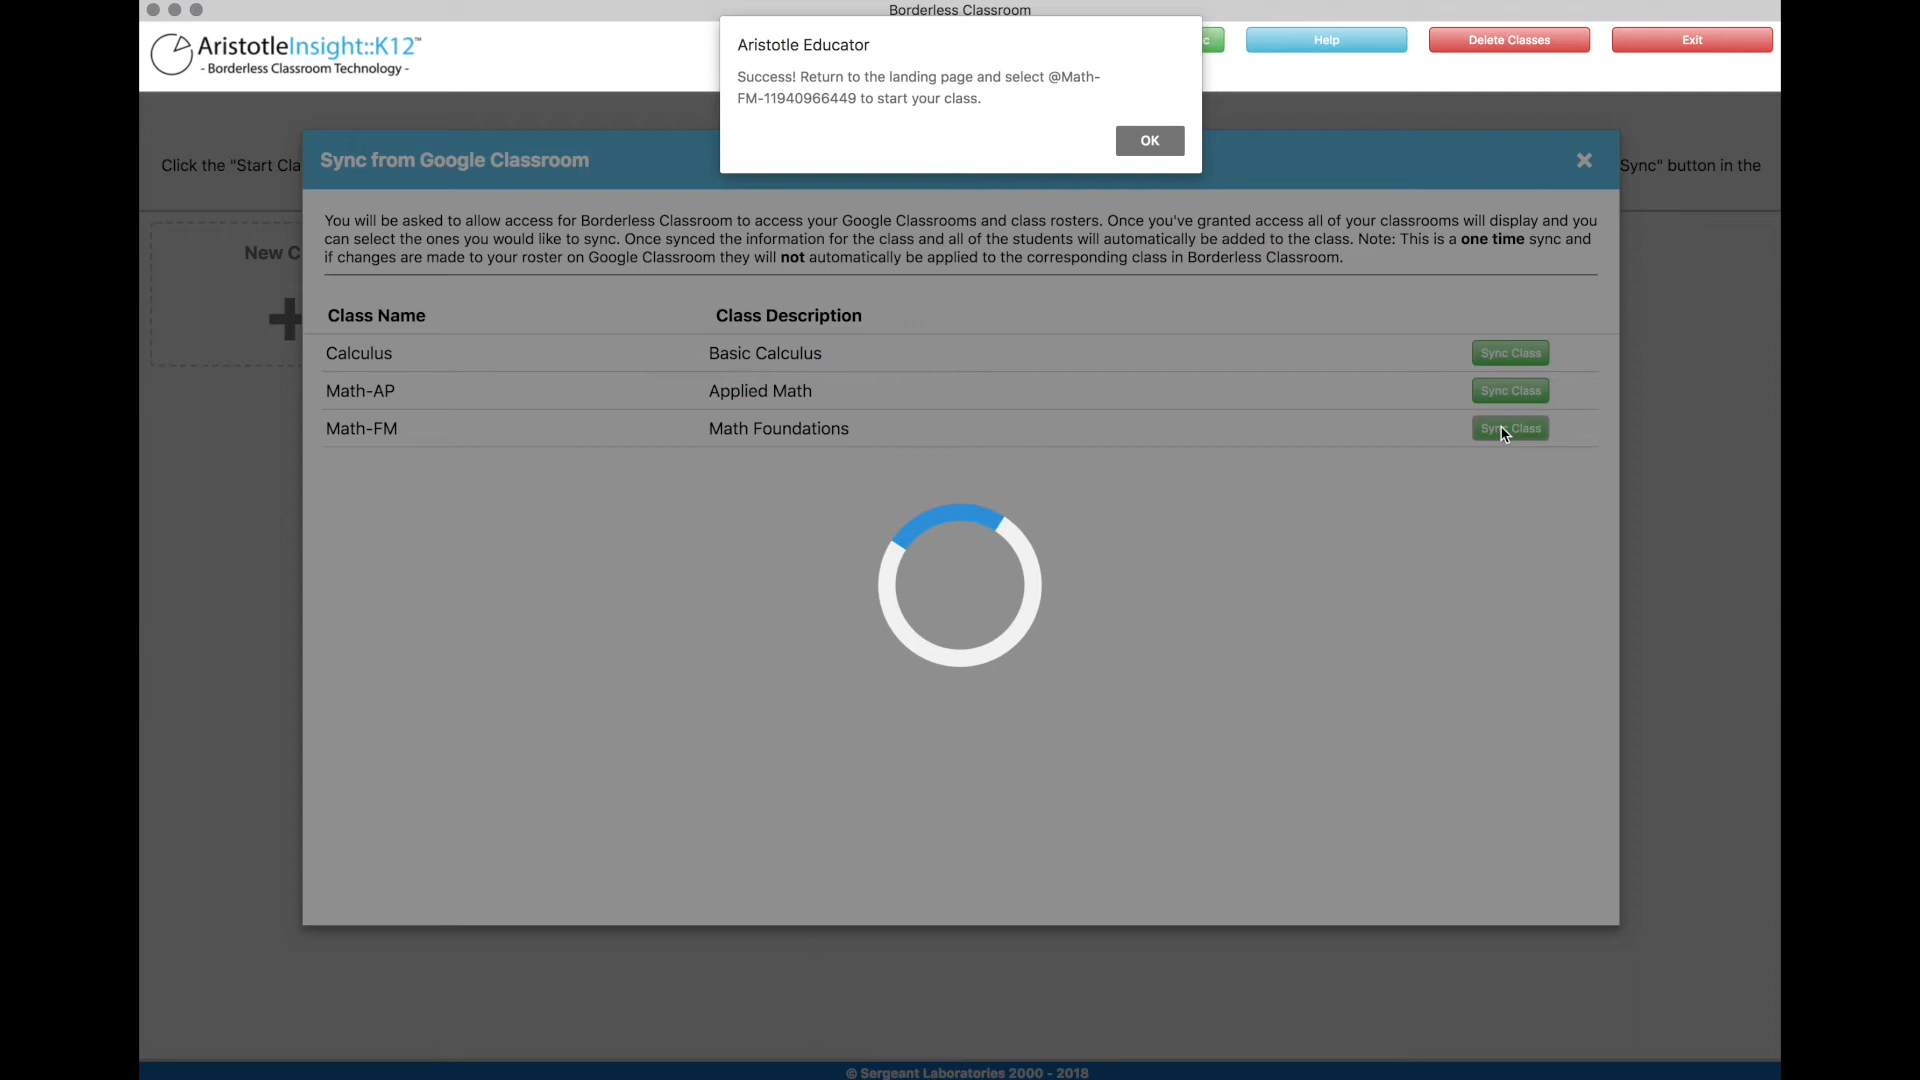 Borderless Classroom
AristotleInsight::K12™
- Borderless Classroom Technology -
Help
Delete Classes
Exit
Aristotle Educator
Success! Return to the landing page and select @Math-
FM-11940966449 to start your class.
OK
Click the "Start Cla
Sync" button in the
Sync from Google Classroom
You will be asked to allow access for Borderless Classroom to access your Google Classrooms and class rosters. Once you've granted access all of your classrooms will display and you
can select the ones you would like to sync. Once synced the information for the class and all of the students will automatically be added to the class. Note: This is a one time sync and
if changes are made to your roster on Google Classroom they will not automatically be applied to the corresponding class in Borderless Classroom.
New C
Class Name Class Description
Calculus Basic Calculus Sync Class
Math-AP Applied Math Sync Class
Math-FM Math Foundations Sync Class
© Sergeant Laboratories 2000 - 2018